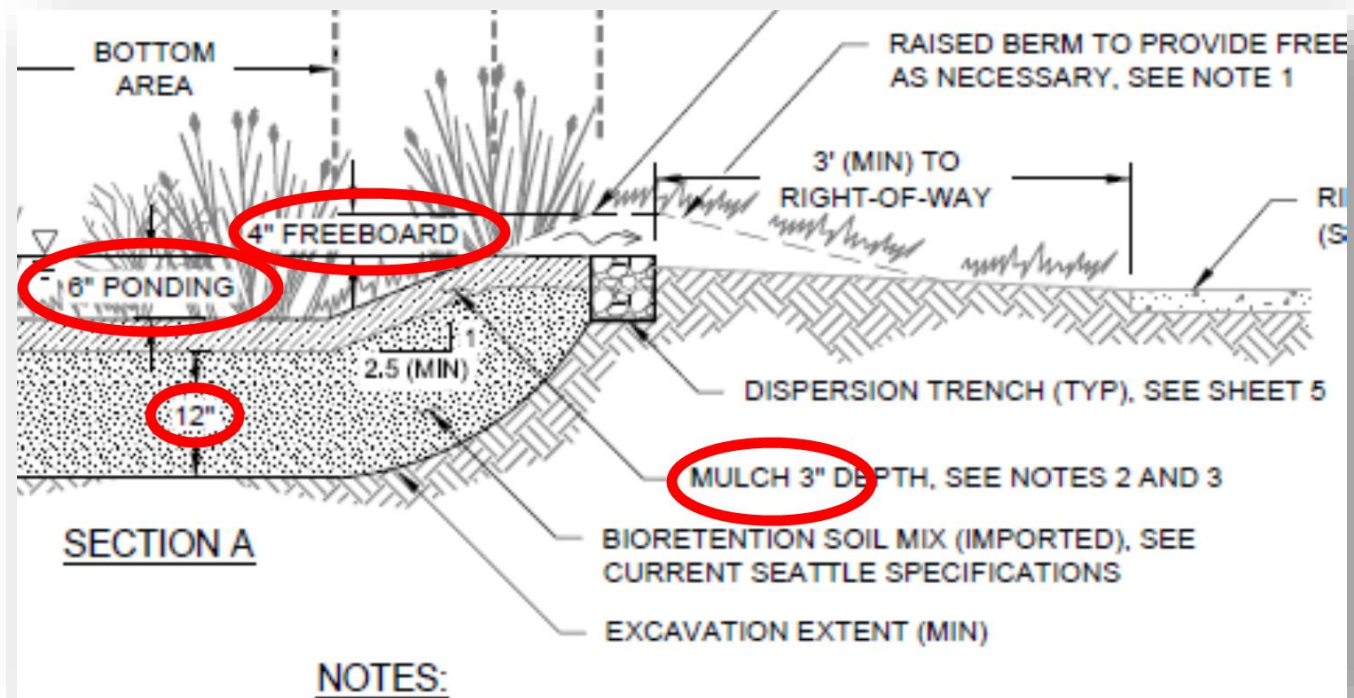 BOTTOM
AREA
RAISED BERM TO PROVIDE FREE
AS NECESSARY, SEE NOTE 1
3' (MIN) TO
RIGHT-OF-WAY
4" FREEBOARD
6" PONDING
1
2.5 (MIN)
12"
DISPERSION TRENCH (TYP), SEE SHEET 5
MULCH 3" DEPTH, SEE NOTES 2 AND 3
BIORETENTION SOIL MIX (IMPORTED), SEE
CURRENT SEATTLE SPECIFICATIONS
EXCAVATION EXTENT (MIN)
SECTION A
NOTES: